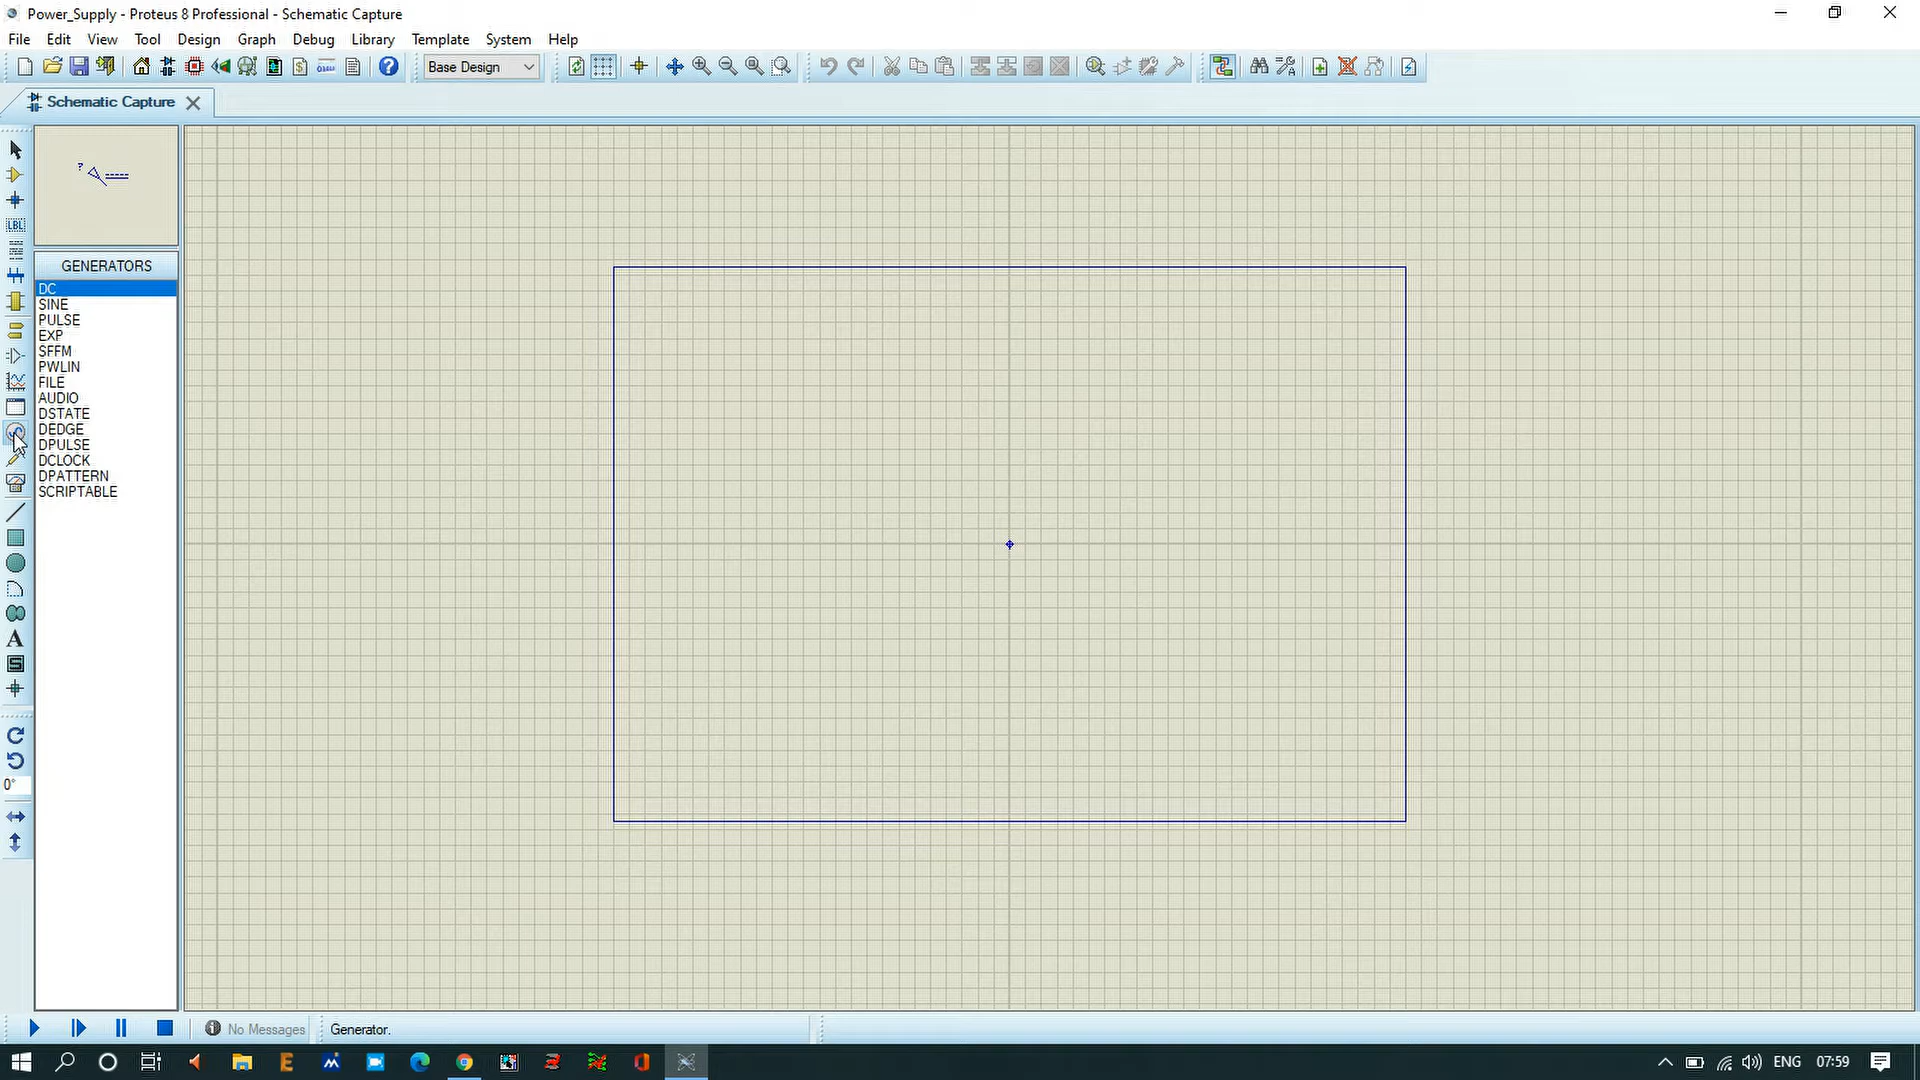 Power_Supply - Proteus 8 Professional - Schematic Capture
File Edit View Tool Design Graph Debug Library Template System Help
Base Design
Schematic Capture
LBL
?
GENERATORS
DC
SINE
PULSE
EXP
SFFM
PWLIN
FILE
AUDIO
DSTATE
DEDGE
DPULSE
DCLOCK
DPATTERN
SCRIPTABLE
A
S
0°
No Messages Generator.
ENG 07:59